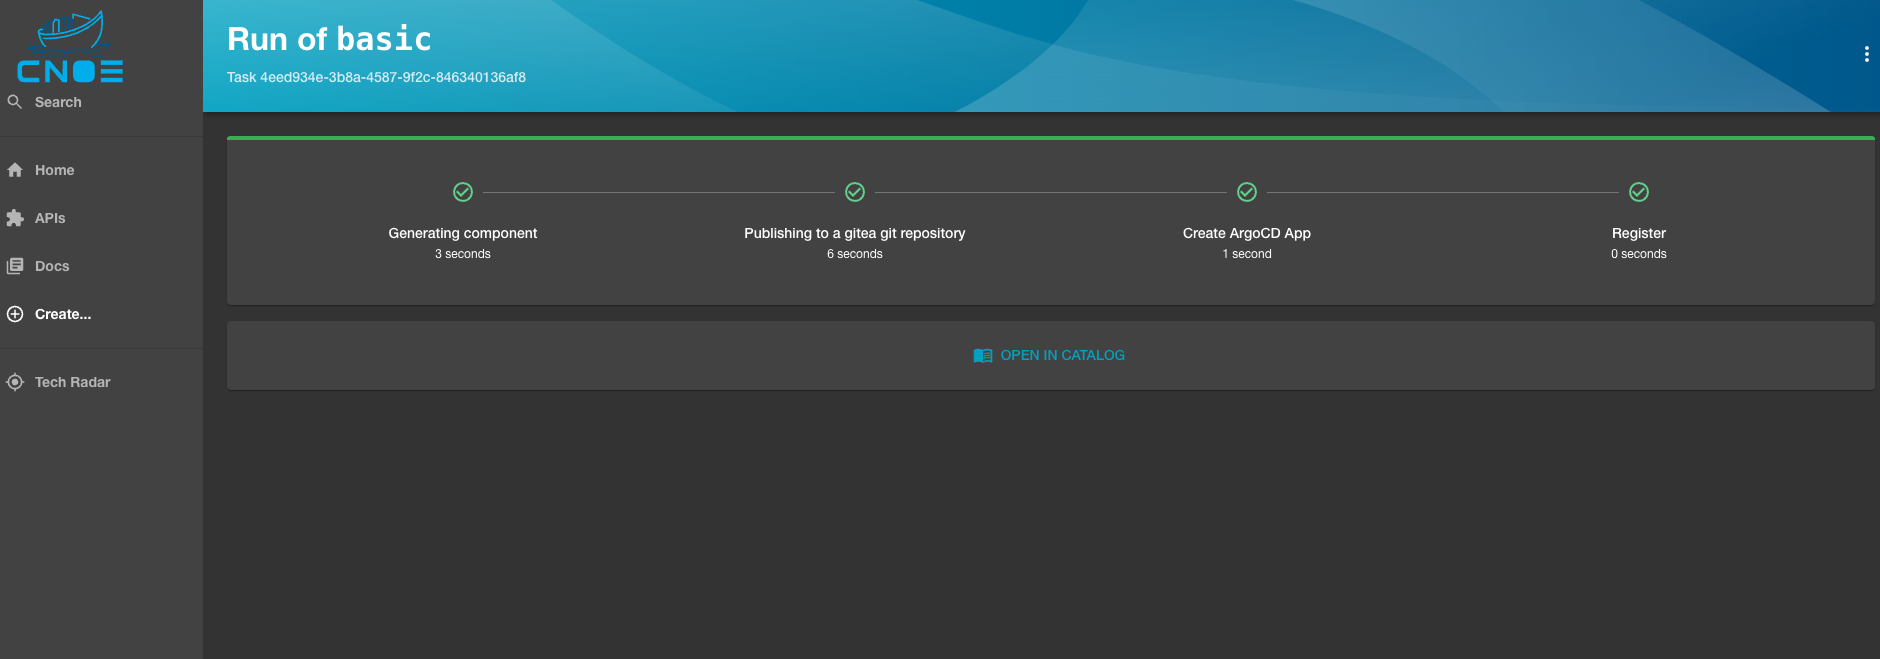 CNOE
Search
Home
APIs
Docs
Create...
Tech Radar
Run of basic
Task 4eed934e-3b8a-4587-9f2c-846340136af8
Generating component
3 seconds
Publishing to a gitea git repository
6 seconds
Create ArgoCD App
1 second
Register
0 seconds
OPEN IN CATALOG